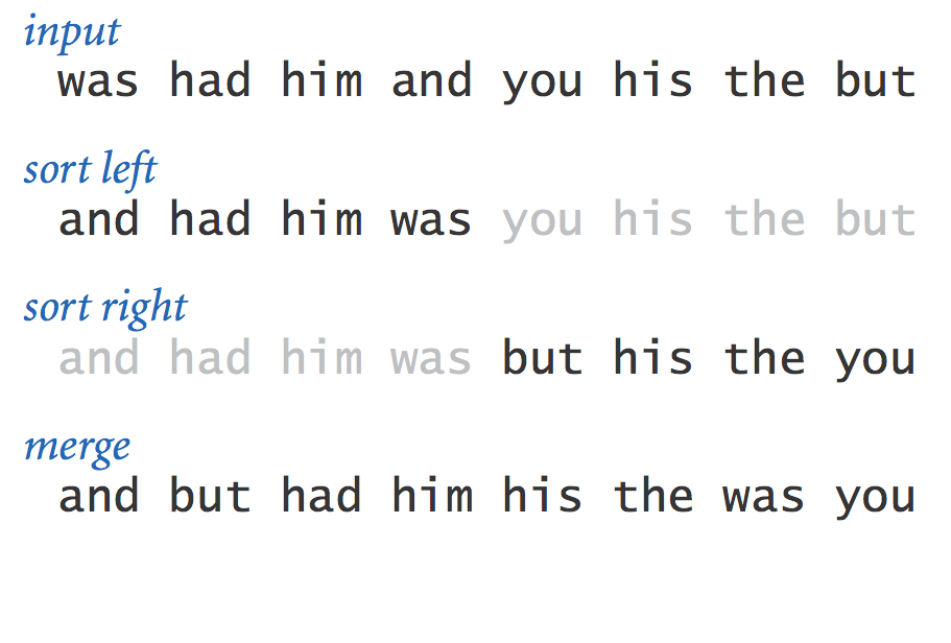 input
was had him and you his the but
sort left
and had him was you his the but
sort right
and had him was but his the you
merge
and but had him his the was you